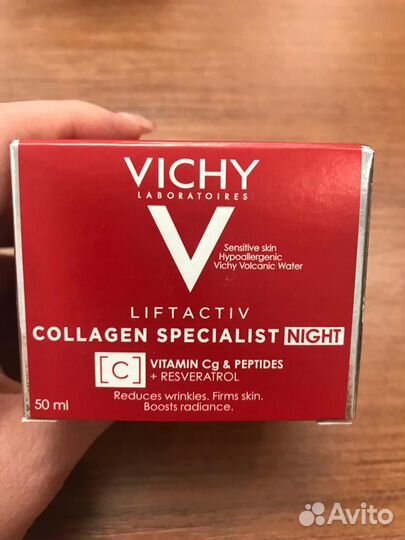 VICHY
LABORATOIRES
V
Sensitive skin
Hypoallergenic
Vichy Volcanic Water
LIFTACTIV
COLLAGEN SPECIALIST NIGHT
[C] VITAMIN Cg & PEPTIDES
+ RESVERATROL
Reduces wrinkles. Firms skin.
50 ml Boosts radiance.
Avito